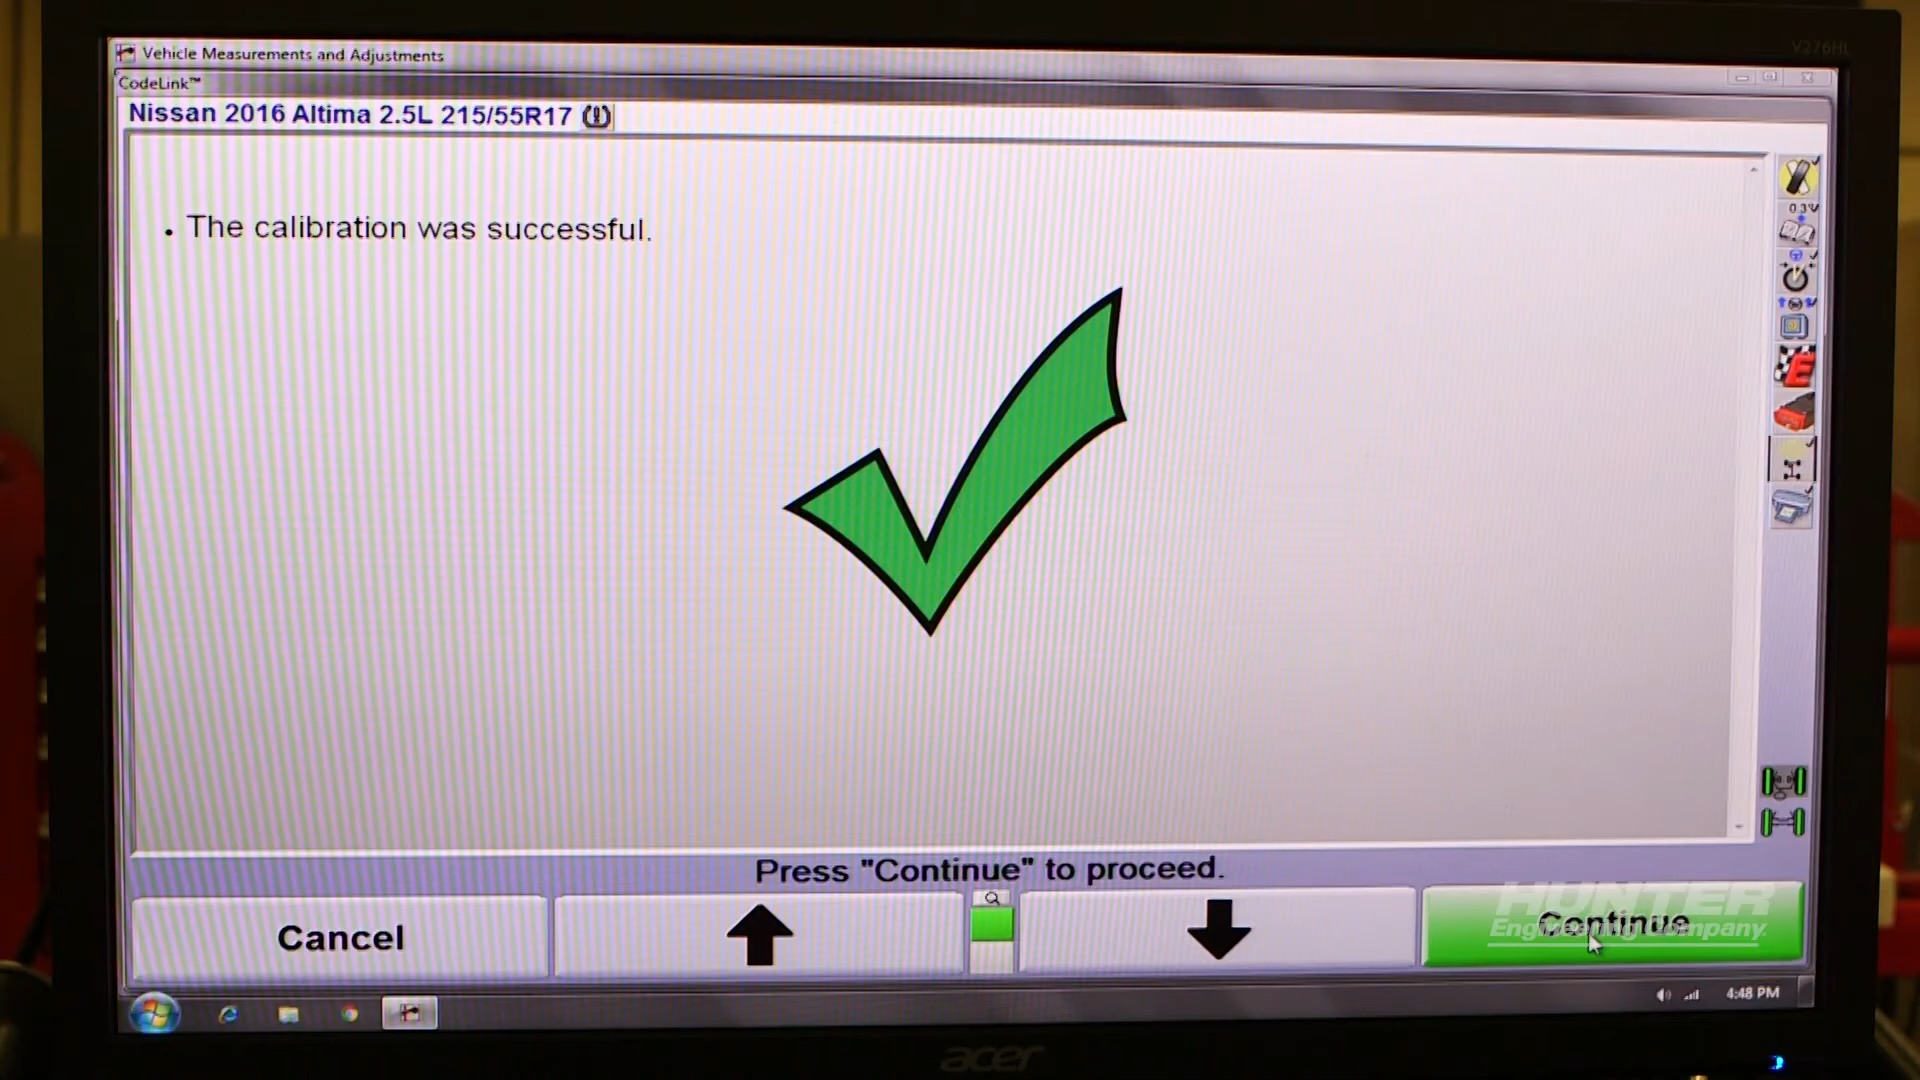 V276HL
Vehicle Measurements and Adjustments
CodeLink™
Nissan 2016 Altima 2.5L 215/55R17
• The calibration was successful.
E
Press "Continue" to proceed.
Cancel
Continue
HUNTER
Engineering Company.
4:48 PM
acer